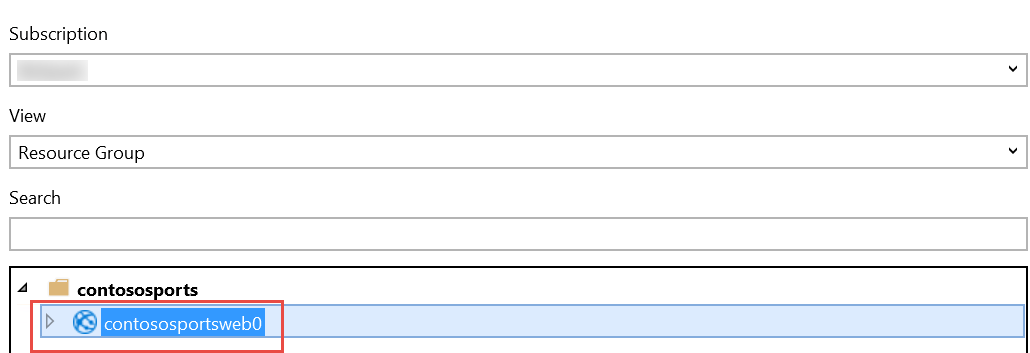 Subscription
View
Resource Group
Search
contososports
contososportsweb0